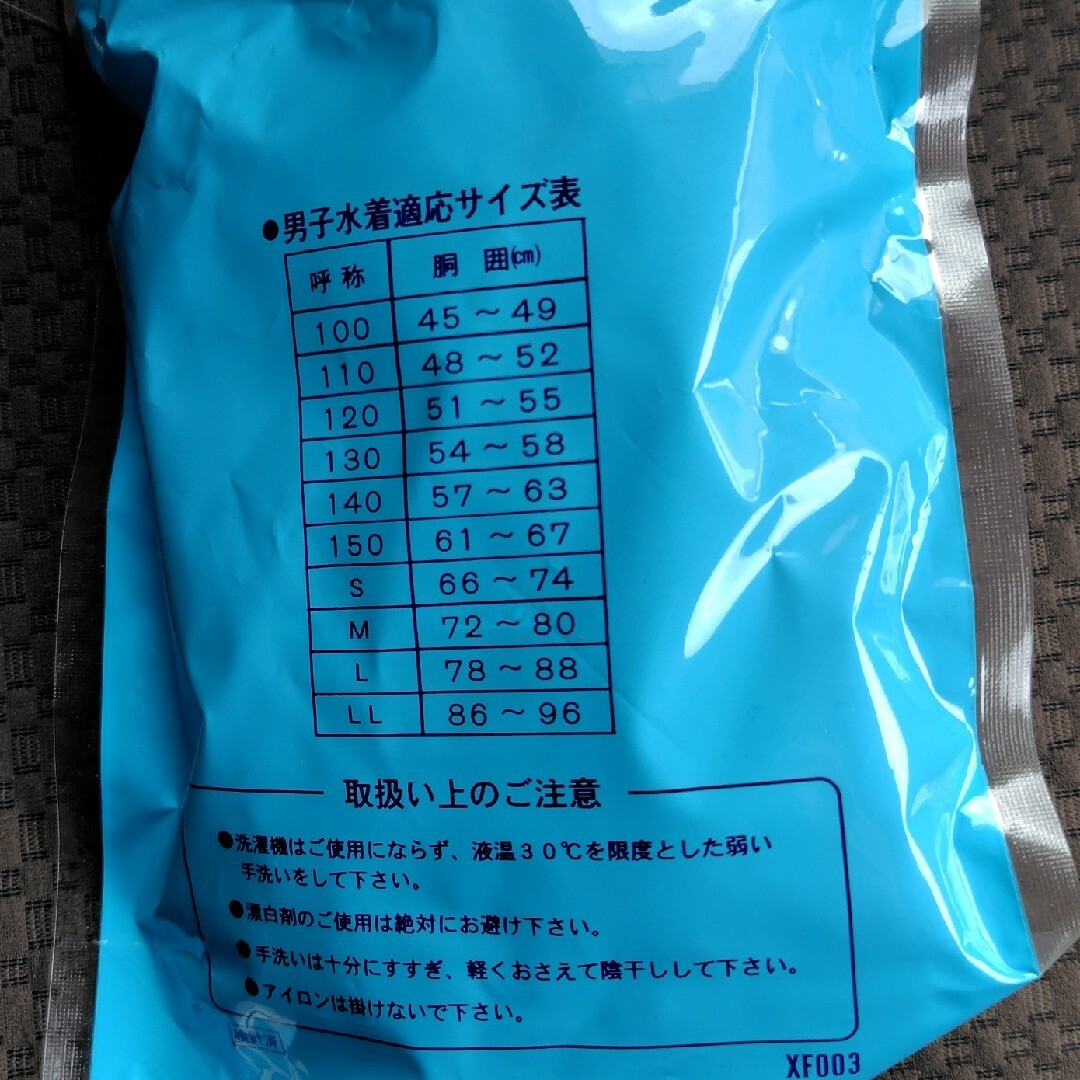 ●男子水着適応サイズ表
呼称 胴囲(cm)
100 45～49
110 48～52
120 51～55
130 54～58
140 57～63
150 61～67
S 66～74
M 72～80
L 78～88
LL 86～96
取扱い上のご注意
●洗濯機はご使用にならず、液温30℃を限度とした弱い
手洗いをして下さい。
●漂白剤のご使用は絶対にお避け下さい。
●手洗いは十分にすすぎ、軽くおさえて陰干しして下さい。
●アイロンは掛けないで下さい。
XF003